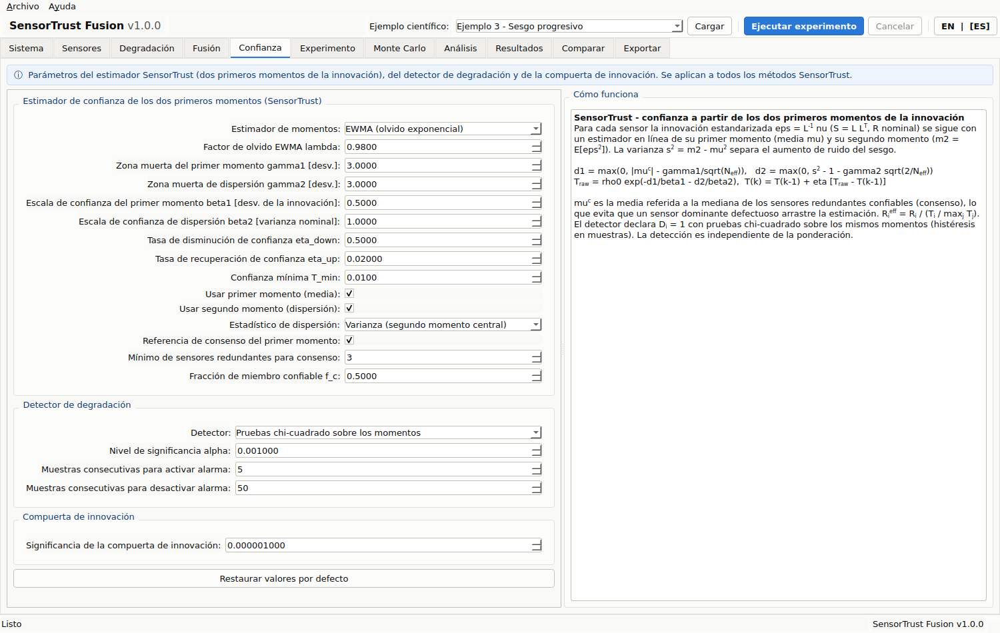 Archivo Ayuda
SensorTrust Fusion v1.0.0
Ejemplo científico: Ejemplo 3 - Sesgo progresivo Cargar Ejecutar experimento Cancelar EN | [ES]
Sistema Sensores Degradación Fusión Confianza Experimento Monte Carlo Análisis Resultados Comparar Exportar
ⓘ Parámetros del estimador SensorTrust (dos primeros momentos de la innovación), del detector de degradación y de la compuerta de innovación. Se aplican a todos los métodos SensorTrust.
Estimador de confianza de los dos primeros momentos (SensorTrust)
Estimador de momentos: EWMA (olvido exponencial)
Factor de olvido EWMA lambda: 0.9800
Zona muerta del primer momento gamma1 [desv.]: 3.0000
Zona muerta de dispersión gamma2 [desv.]: 3.0000
Escala de confianza del primer momento beta1 [desv. de la innovación]: 0.5000
Escala de confianza de dispersión beta2 [varianza nominal]: 1.0000
Tasa de disminución de confianza eta_down: 0.5000
Tasa de recuperación de confianza eta_up: 0.02000
Confianza mínima T_min: 0.0100
Usar primer momento (media): ✓
Usar segundo momento (dispersión): ✓
Estadístico de dispersión: Varianza (segundo momento central)
Referencia de consenso del primer momento: ✓
Mínimo de sensores redundantes para consenso: 3
Fracción de miembro confiable f_c: 0.5000
Detector de degradación
Detector: Pruebas chi-cuadrado sobre los momentos
Nivel de significancia alpha: 0.001000
Muestras consecutivas para activar alarma: 5
Muestras consecutivas para desactivar alarma: 50
Compuerta de innovación
Significancia de la compuerta de innovación: 0.000001000
Restaurar valores por defecto
Cómo funciona
SensorTrust - confianza a partir de los dos primeros momentos de la innovación
Para cada sensor la innovación estandarizada eps = L⁻¹ nu (S = L Lᵀ, R nominal) se sigue con
un estimador en línea de su primer momento (media mu) y su segundo momento (m2 =
E[eps²]). La varianza s² = m2 - mu² separa el aumento de ruido del sesgo.
d1 = max(0, |muᶜ| - gamma1/sqrt(Neff)), d2 = max(0, s² - 1 - gamma2 sqrt(2/Neff))
Traw = rho0 exp(-d1/beta1 - d2/beta2), T(k) = T(k-1) + eta [Traw - T(k-1)]
muᶜ es la media referida a la mediana de los sensores redundantes confiables (consenso), lo
que evita que un sensor dominante defectuoso arrastre la estimación. Rieff = Ri / (Ti / maxj Tj).
El detector declara Di = 1 con pruebas chi-cuadrado sobre los mismos momentos (histéresis
en muestras). La detección es independiente de la ponderación.
Listo
SensorTrust Fusion v1.0.0